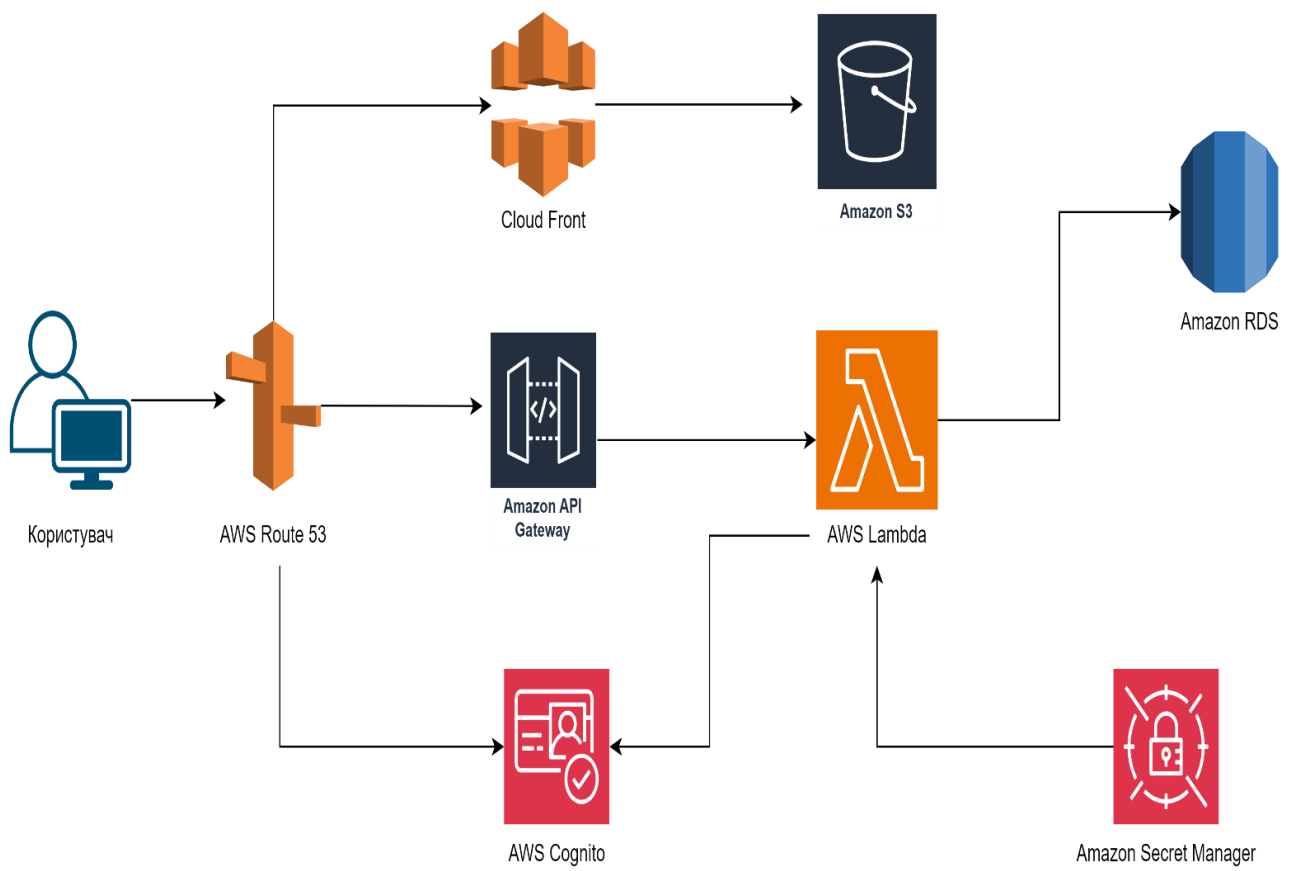 Cloud Front
Amazon S3
Amazon RDS
Користувач
AWS Route 53
</>
Amazon API
Gateway
AWS Lambda
AWS Cognito
Amazon Secret Manager